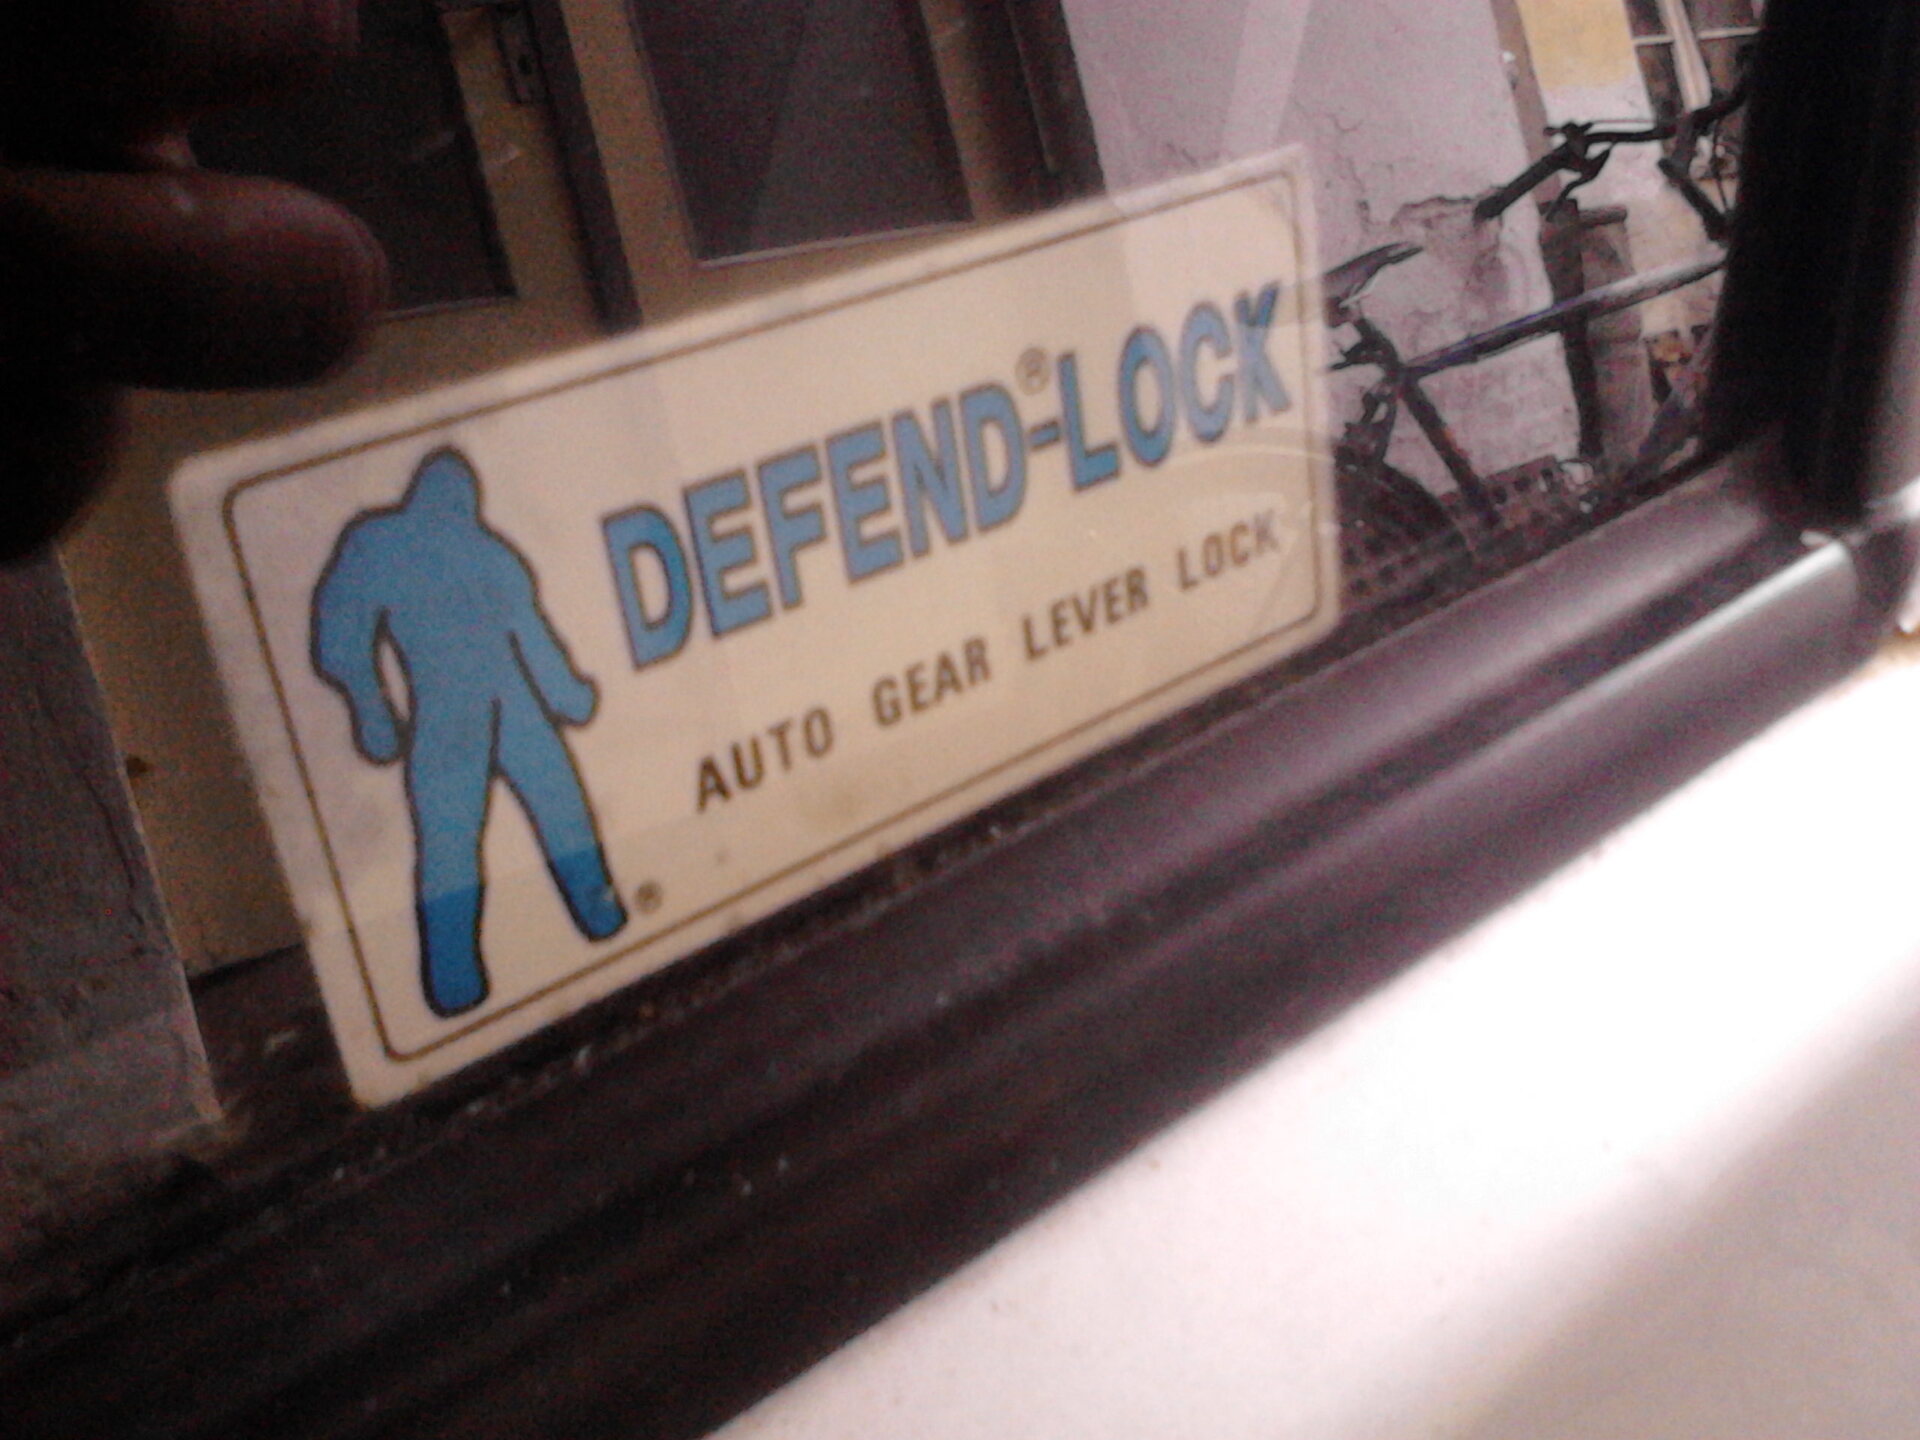 DEFEND®-LOCK
AUTO GEAR LEVER LOCK
®